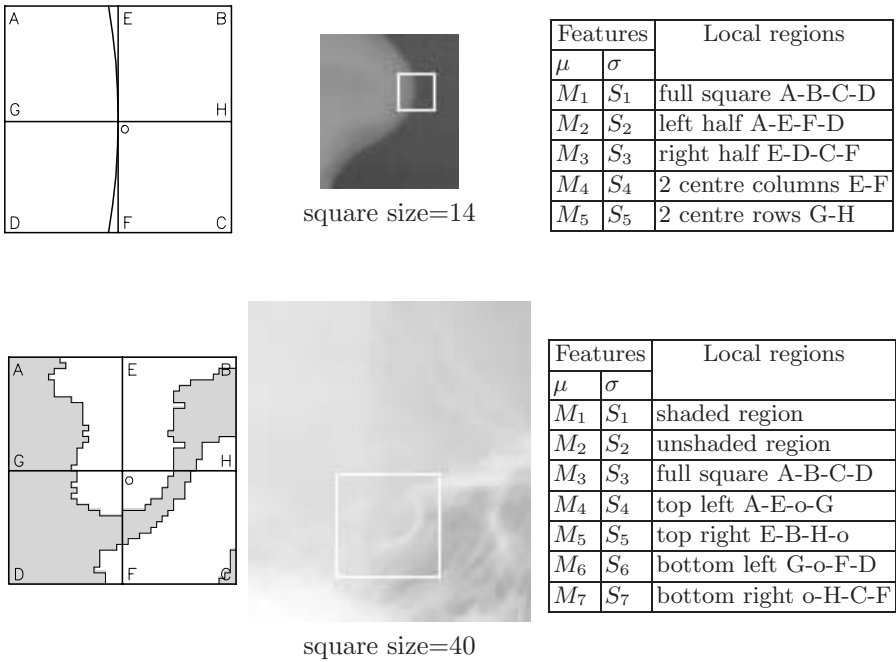 A E B
G H
o
D F C
square size=14
Features Local regions
μ σ
M1 S1 full square A-B-C-D
M2 S2 left half A-E-F-D
M3 S3 right half E-D-C-F
M4 S4 2 centre columns E-F
M5 S5 2 centre rows G-H
A E B
G H
o
D F C
square size=40
Features Local regions
μ σ
M1 S1 shaded region
M2 S2 unshaded region
M3 S3 full square A-B-C-D
M4 S4 top left A-E-o-G
M5 S5 top right E-B-H-o
M6 S6 bottom left G-o-F-D
M7 S7 bottom right o-H-C-F